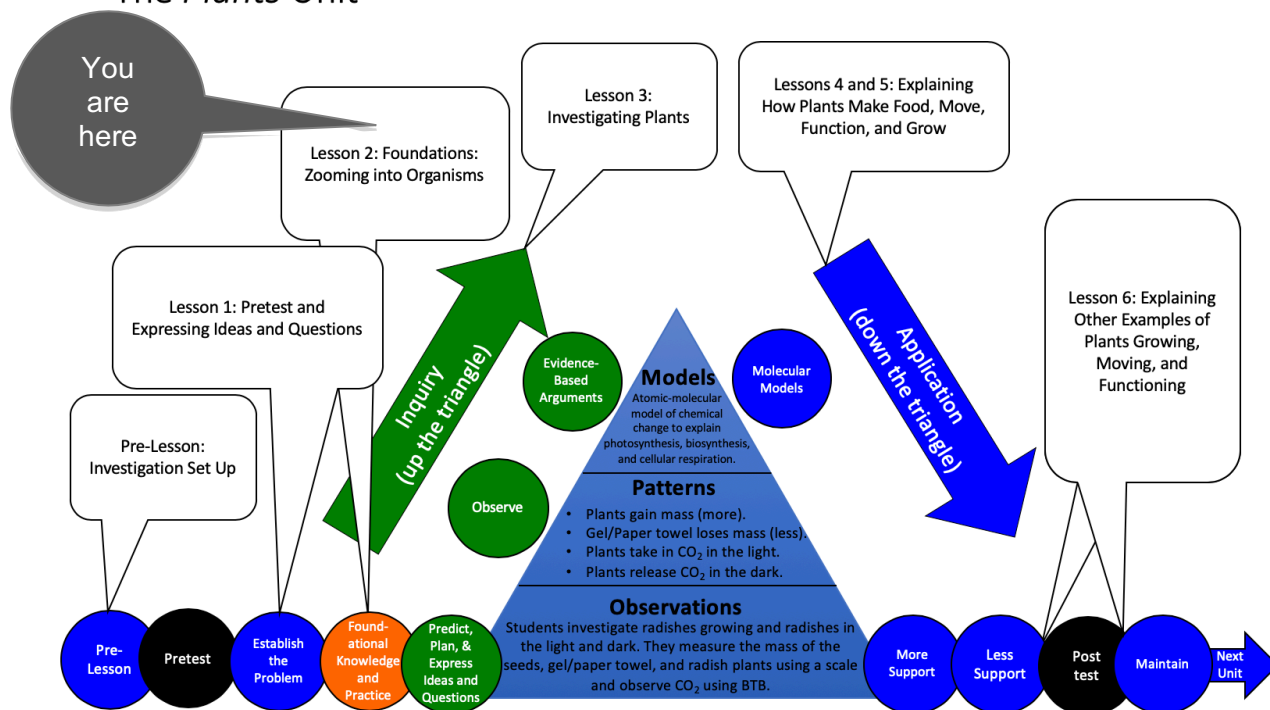 The Plants Unit
You
are
here
Lesson 2: Foundations:
Zooming into Organisms
Lesson 3:
Investigating Plants
Lessons 4 and 5: Explaining
How Plants Make Food, Move,
Function, and Grow
Lesson 1: Pretest and
Expressing Ideas and Questions
Pre-Lesson:
Investigation Set Up
Lesson 6: Explaining
Other Examples of
Plants Growing,
Moving, and
Functioning
Inquiry
(up the triangle)
Application
(down the triangle)
Evidence-
Based
Arguments
Observe
Molecular
Models
Models
Atomic-molecular
model of chemical
change to explain
photosynthesis, biosynthesis,
and cellular respiration.
Patterns
• Plants gain mass (more).
• Gel/Paper towel loses mass (less).
• Plants take in CO₂ in the light.
• Plants release CO₂ in the dark.
Observations
Students investigate radishes growing and radishes in
the light and dark. They measure the mass of the
seeds, gel/paper towel, and radish plants using a scale
and observe CO₂ using BTB.
Pre-
Lesson
Pretest
Establish
the
Problem
Found-
ational
Knowledge
and
Practice
Predict,
Plan, &
Express
Ideas and
Questions
More
Support
Less
Support
Post
test
Maintain
Next
Unit